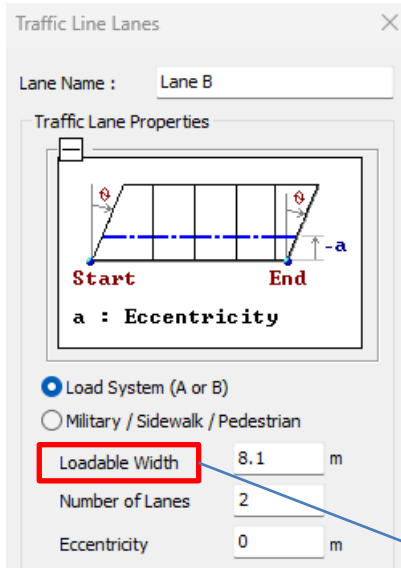 Traffic Line Lanes
Lane Name : Lane B
Traffic Lane Properties
θ θ
-a
Start End
a : Eccentricity
Load System (A or B)
Military / Sidewalk / Pedestrian
Loadable Width 8.1 m
Number of Lanes 2
Eccentricity 0 m